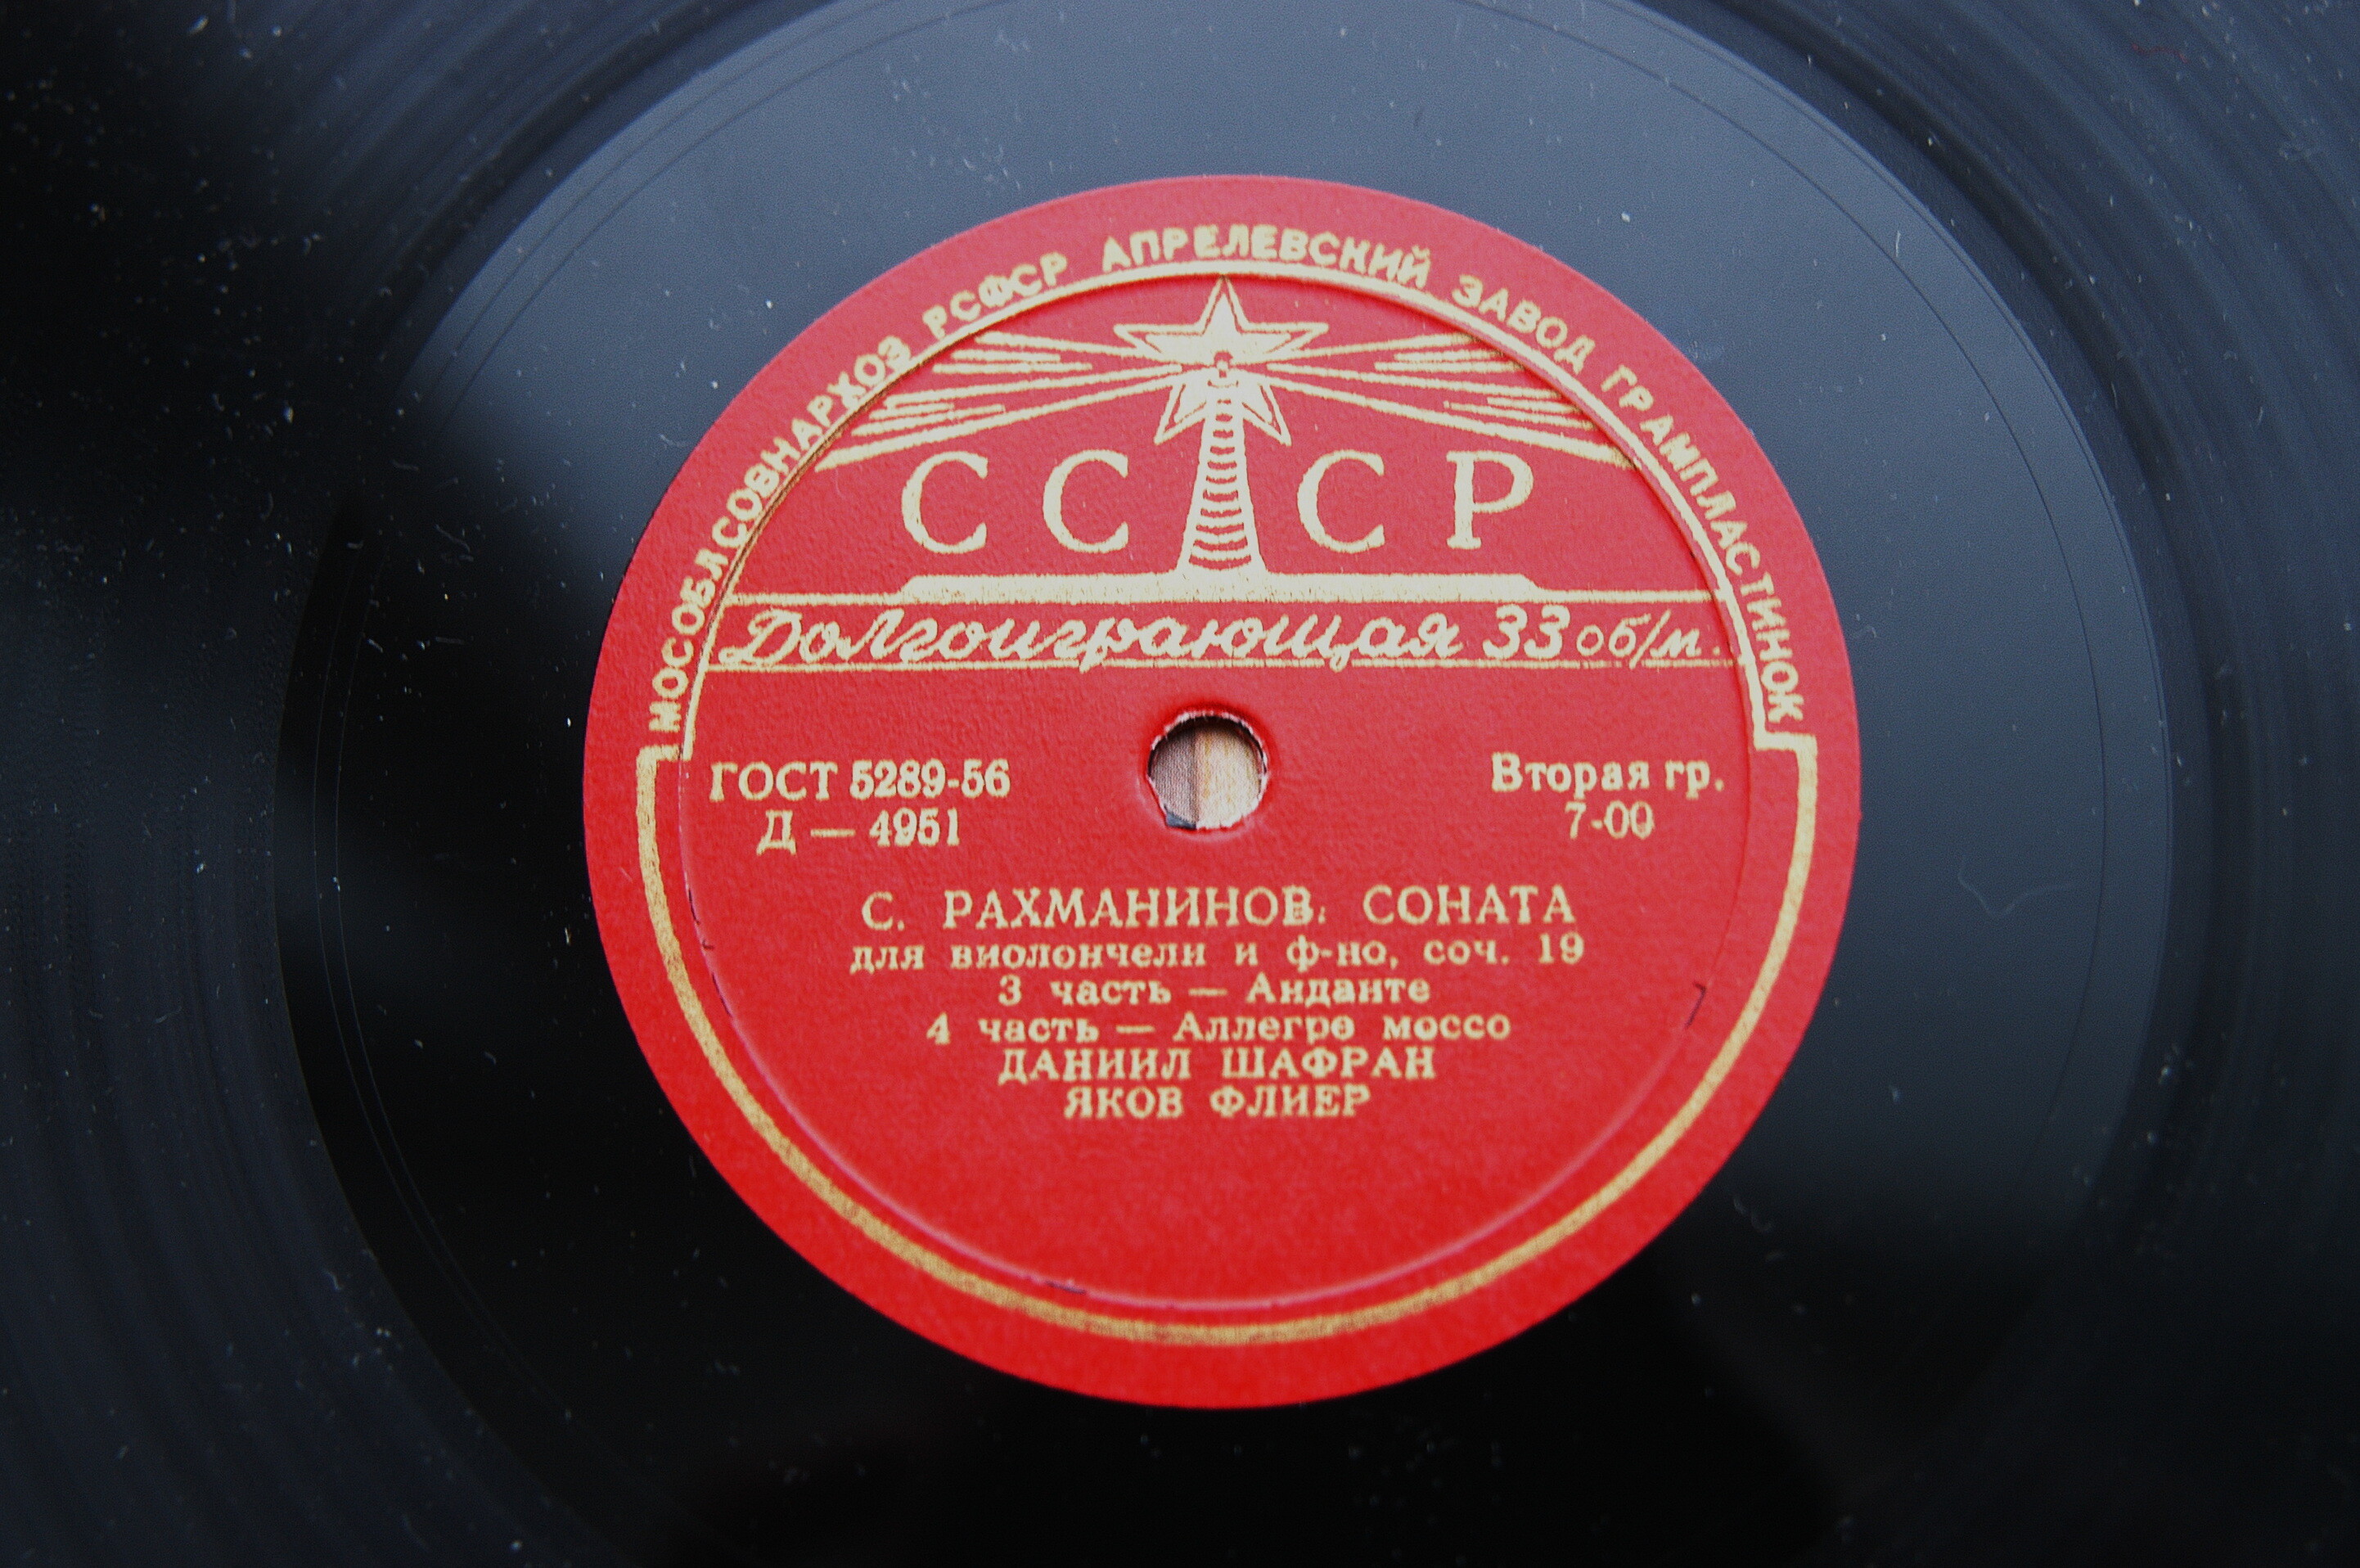 МОСОБЛСОВНАРХОЗ РСФСР АПРЕЛЕВСКИЙ ЗАВОД ГРАМПЛАСТИНОК
СССР
Долгоиграющая 33 об/м.
ГОСТ 5289-56
Д — 4951
Вторая гр.
7-00
С. РАХМАНИНОВ. СОНАТА
для виолончели и ф-но, соч. 19
3 часть — Анданте
4 часть — Аллегро моссо
ДАНИИЛ ШАФРАН
ЯКОВ ФЛИЕР